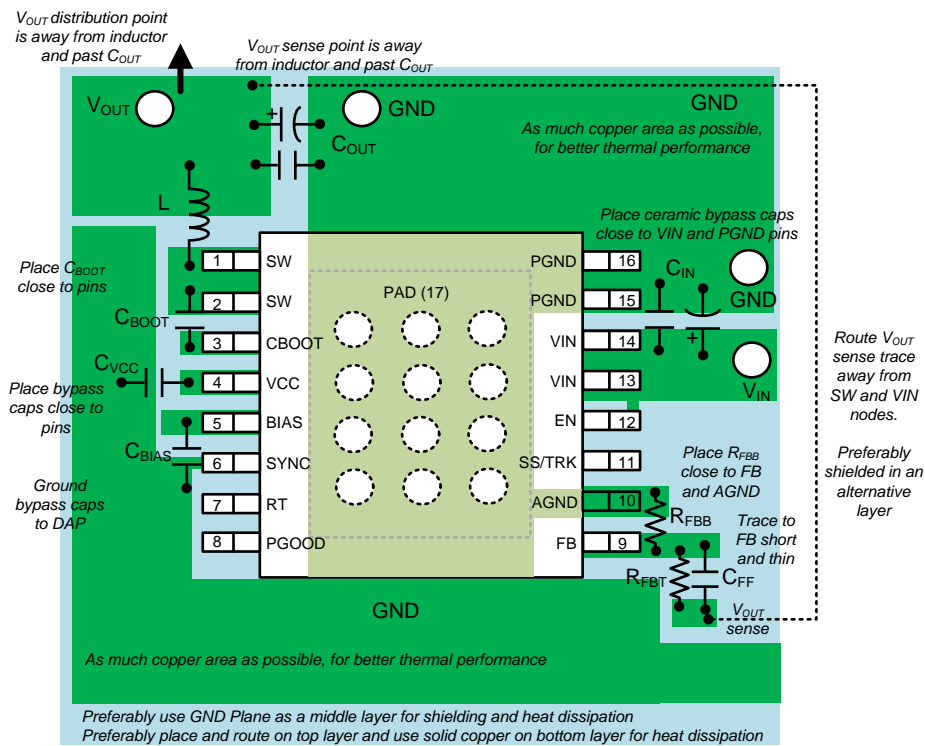 VOUT distribution point
is away from inductor
and past COUT
VOUT sense point is away
from inductor and past COUT
VOUT
GND
GND
As much copper area as possible,
for better thermal performance
+
COUT
L
Place ceramic bypass caps
close to VIN and PGND pins
Place CBOOT
close to pins
CBOOT
CVCC
Place bypass
caps close to
pins
CBIAS
Ground
bypass caps
to DAP
1 SW
2 SW
3 CBOOT
4 VCC
5 BIAS
6 SYNC
7 RT
8 PGOOD
PAD (17)
PGND 16
PGND 15
VIN 14
VIN 13
EN 12
SS/TRK 11
AGND 10
FB 9
CIN
+
GND
VIN
Route VOUT
sense trace
away from
SW and VIN
nodes.
Preferably
shielded in an
alternative
layer
Place RFBB
close to FB
and AGND
RFBB
Trace to
FB short
and thin
RFBT
CFF
VOUT
sense
GND
As much copper area as possible, for better thermal performance
Preferably use GND Plane as a middle layer for shielding and heat dissipation
Preferably place and route on top layer and use solid copper on bottom layer for heat dissipation